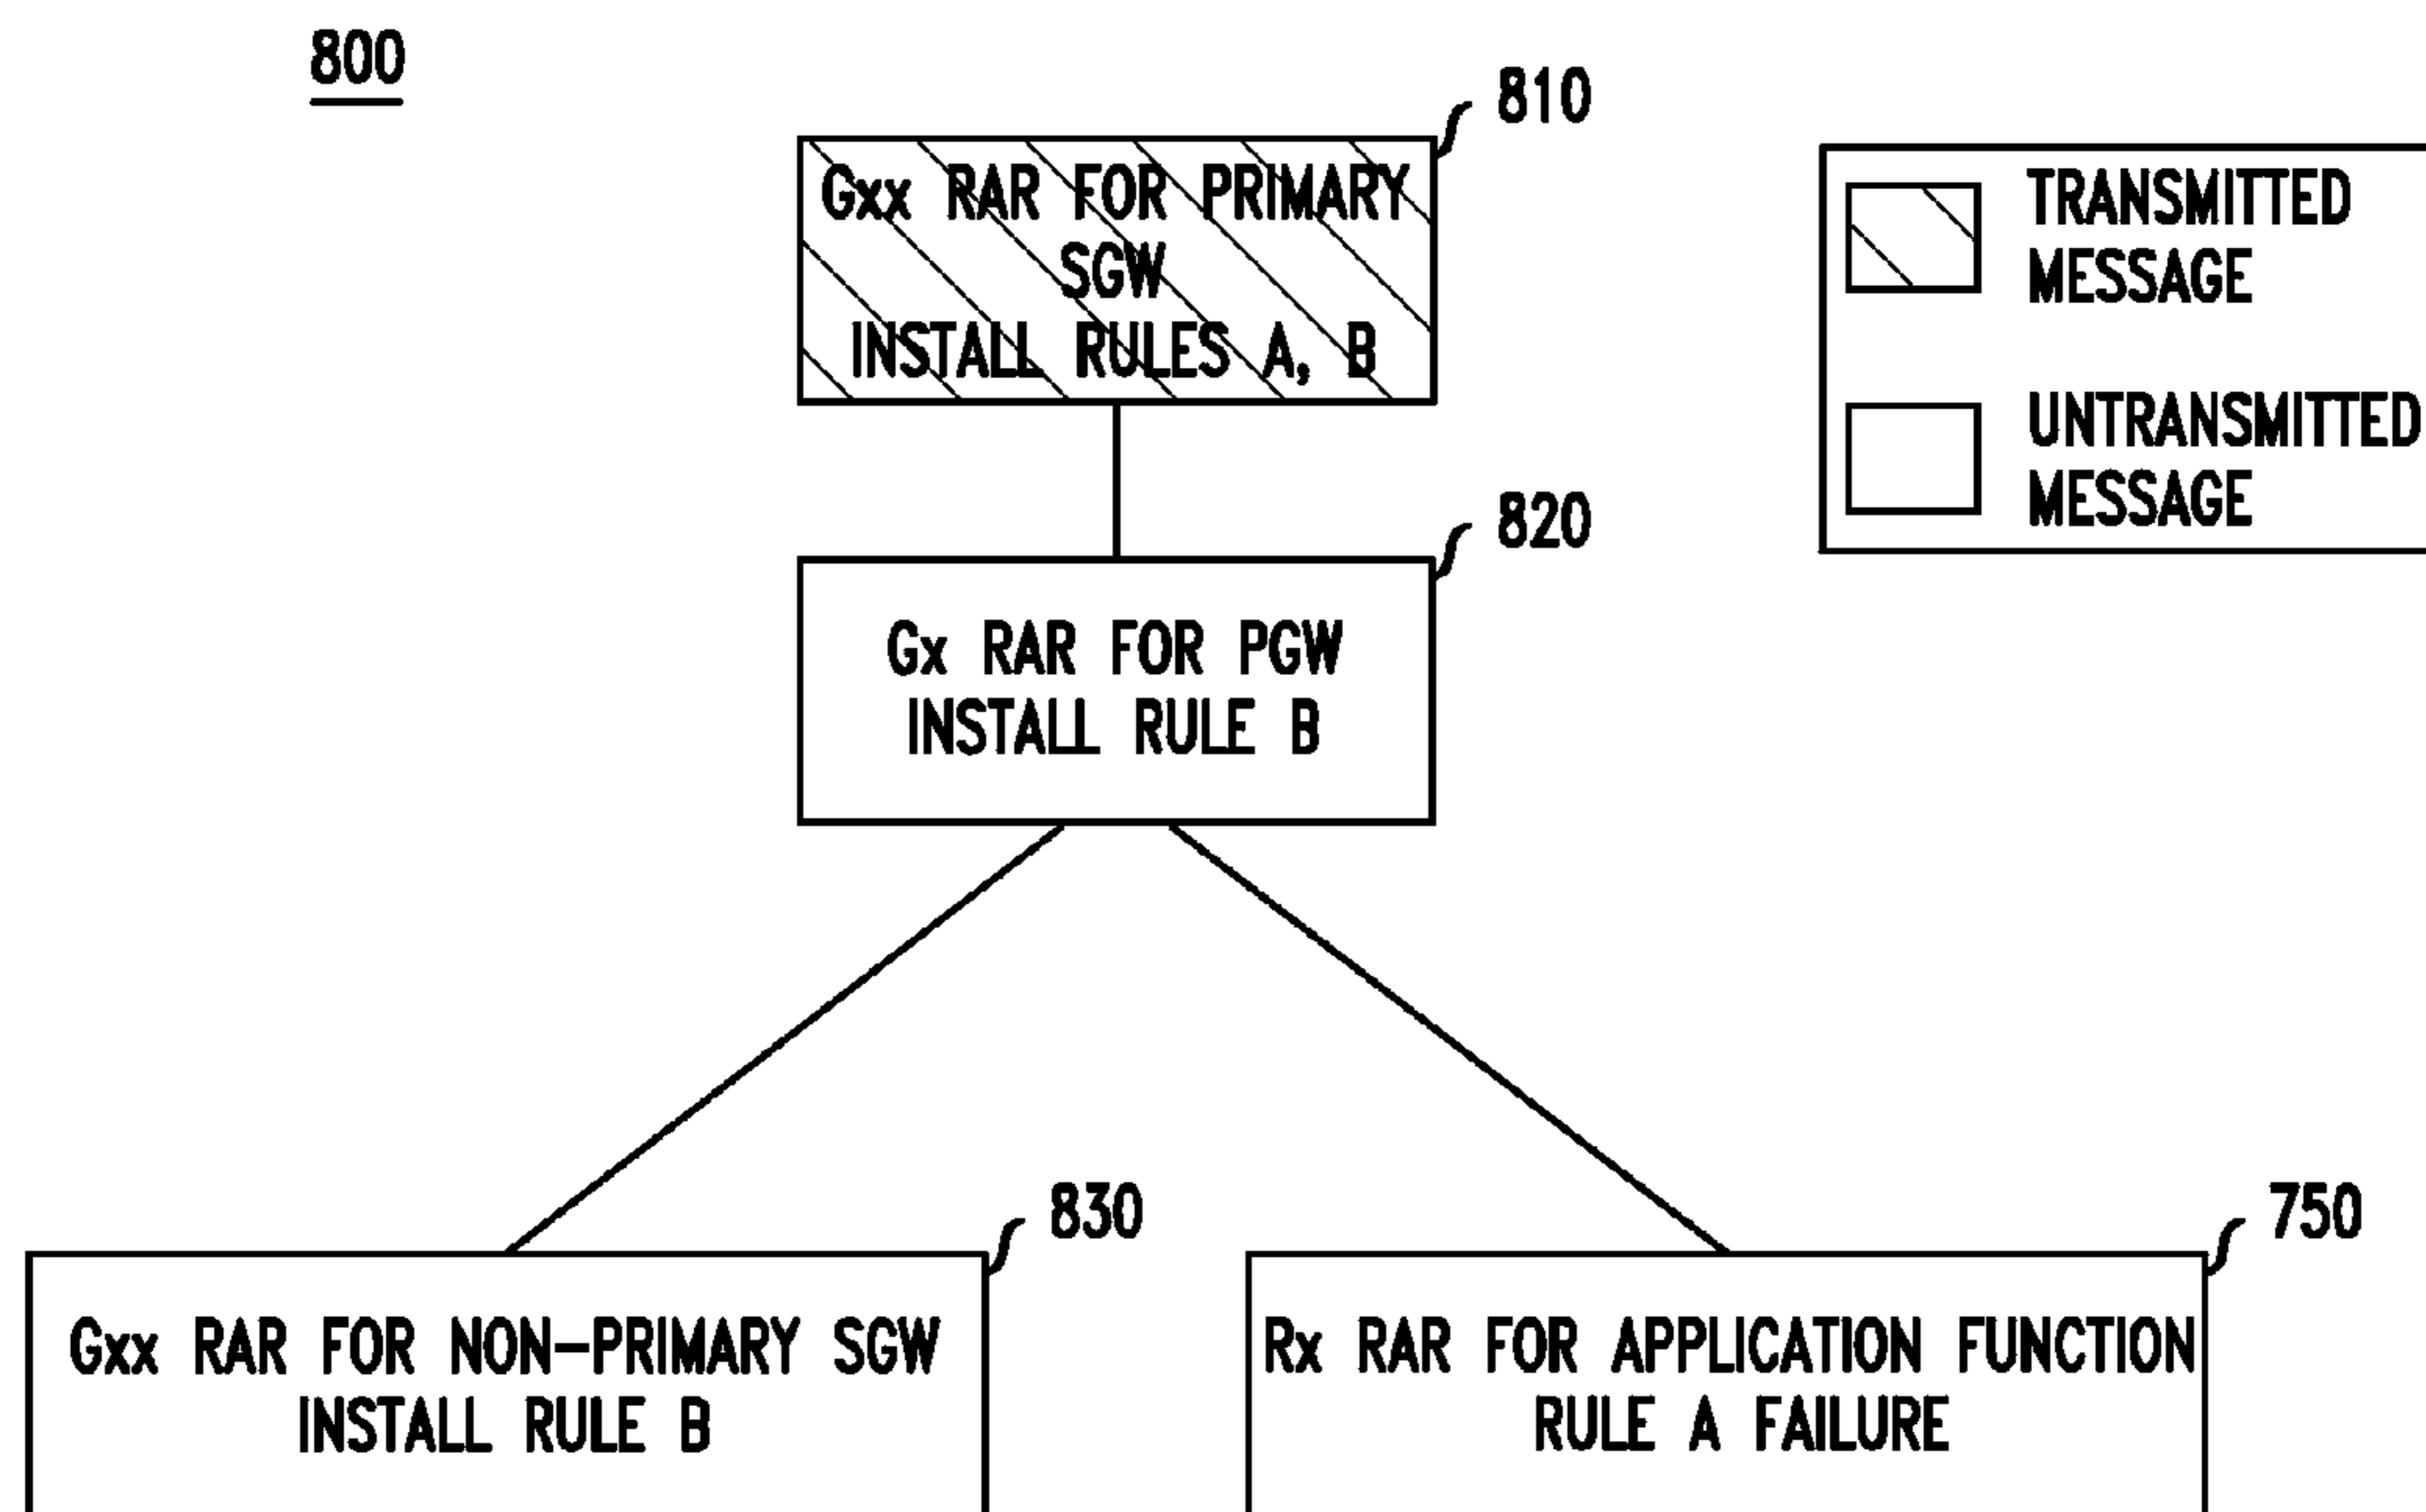 800
810
Gxx RAR FOR PRIMARY
SGW
INSTALL RULES A, B
TRANSMITTED
MESSAGE
UNTRANSMITTED
MESSAGE
820
Gx RAR FOR PGW
INSTALL RULE B
830
Gxx RAR FOR NON-PRIMARY SGW
INSTALL RULE B
750
Rx RAR FOR APPLICATION FUNCTION
RULE A FAILURE